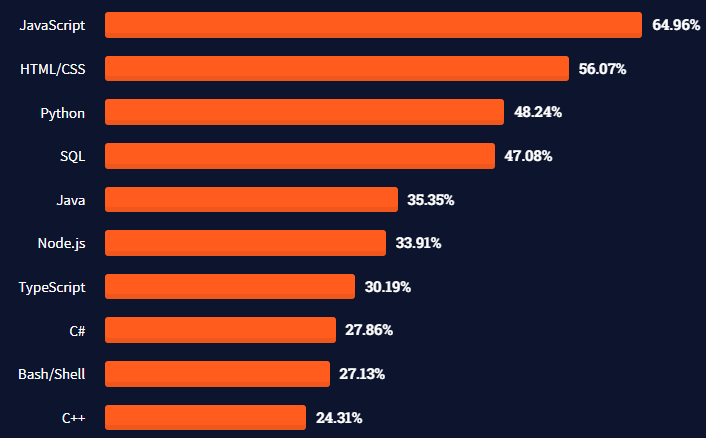 JavaScript 64.96%
HTML/CSS 56.07%
Python 48.24%
SQL 47.08%
Java 35.35%
Node.js 33.91%
TypeScript 30.19%
C# 27.86%
Bash/Shell 27.13%
C++ 24.31%